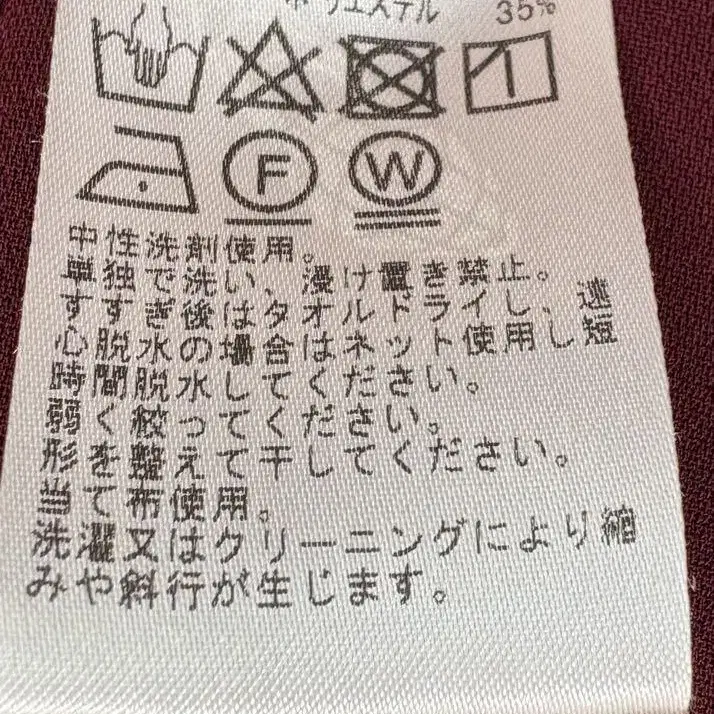 ポリエステル 35%
F W
中性洗剤使用。
単独で洗い、漬け置き禁止。
すすぎ後は、タオルドライし、遠
心脱水の場合はネット使用し短
時間脱水してください。
弱く絞ってください。
形を整えて干してください。
当て布使用。
洗濯又はクリーニングにより縮
みや斜行が生じます。